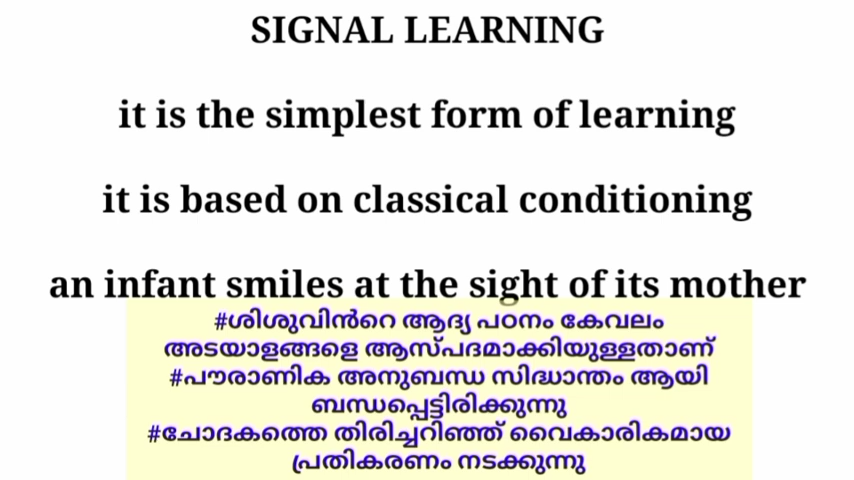 SIGNAL LEARNING
it is the simplest form of learning
it is based on classical conditioning
an infant smiles at the sight of its mother
#ശിശുവിൻറെ ആദ്യ പഠനം കേവലം
അടയാളങ്ങളെ ആസ്പദമാക്കിയുള്ളതാണ്
#പൗരാണിക അനുബന്ധ സിദ്ധാന്തം ആയി
ബന്ധപ്പെട്ടിരിക്കുന്നു
#ചോദകത്തെ തിരിച്ചറിഞ്ഞ് വൈകാരികമായ
പ്രതികരണം നടക്കുന്നു